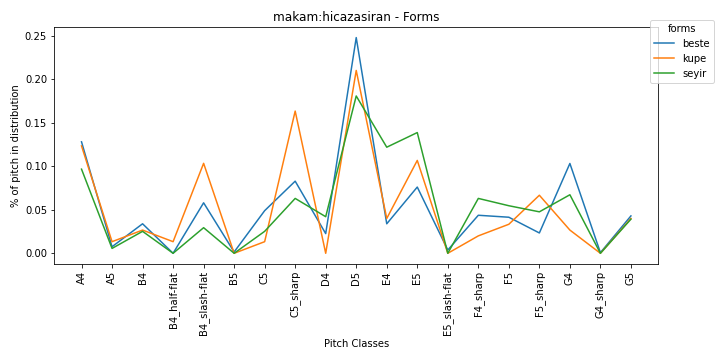 makam:hicazasiran - Forms
forms
beste
kupe
seyir
% of pitch in distribution
0.25
0.20
0.15
0.10
0.05
0.00
A4
A5
B4
B4_half-flat
B4_slash-flat
B5
C5
C5_sharp
D4
D5
E4
E5
E5_slash-flat
F4_sharp
F5
F5_sharp
G4
G4_sharp
G5
Pitch Classes